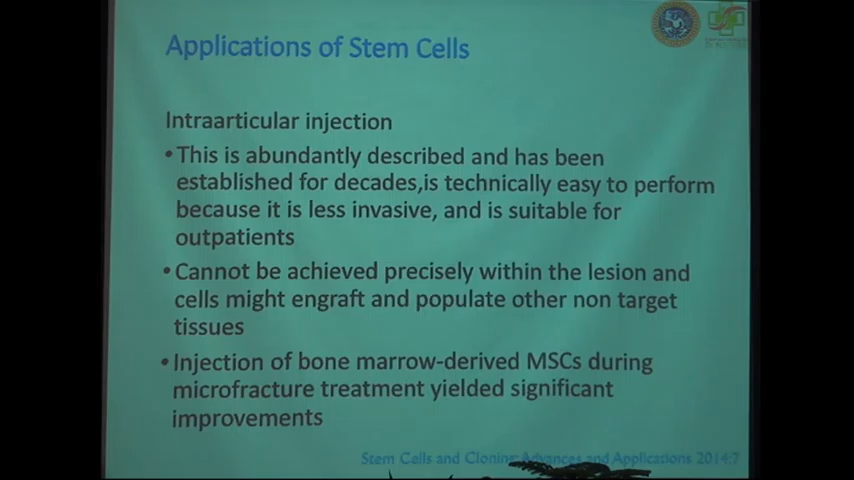 Applications of Stem Cells
Intraarticular injection
•This is abundantly described and has been
established for decades,is technically easy to perform
because it is less invasive, and is suitable for
outpatients
•Cannot be achieved precisely within the lesion and
cells might engraft and populate other non target
tissues
•Injection of bone marrow-derived MSCs during
microfracture treatment yielded significant
improvements
Stem Cells and Cloning: Advances and Applications 2014:7